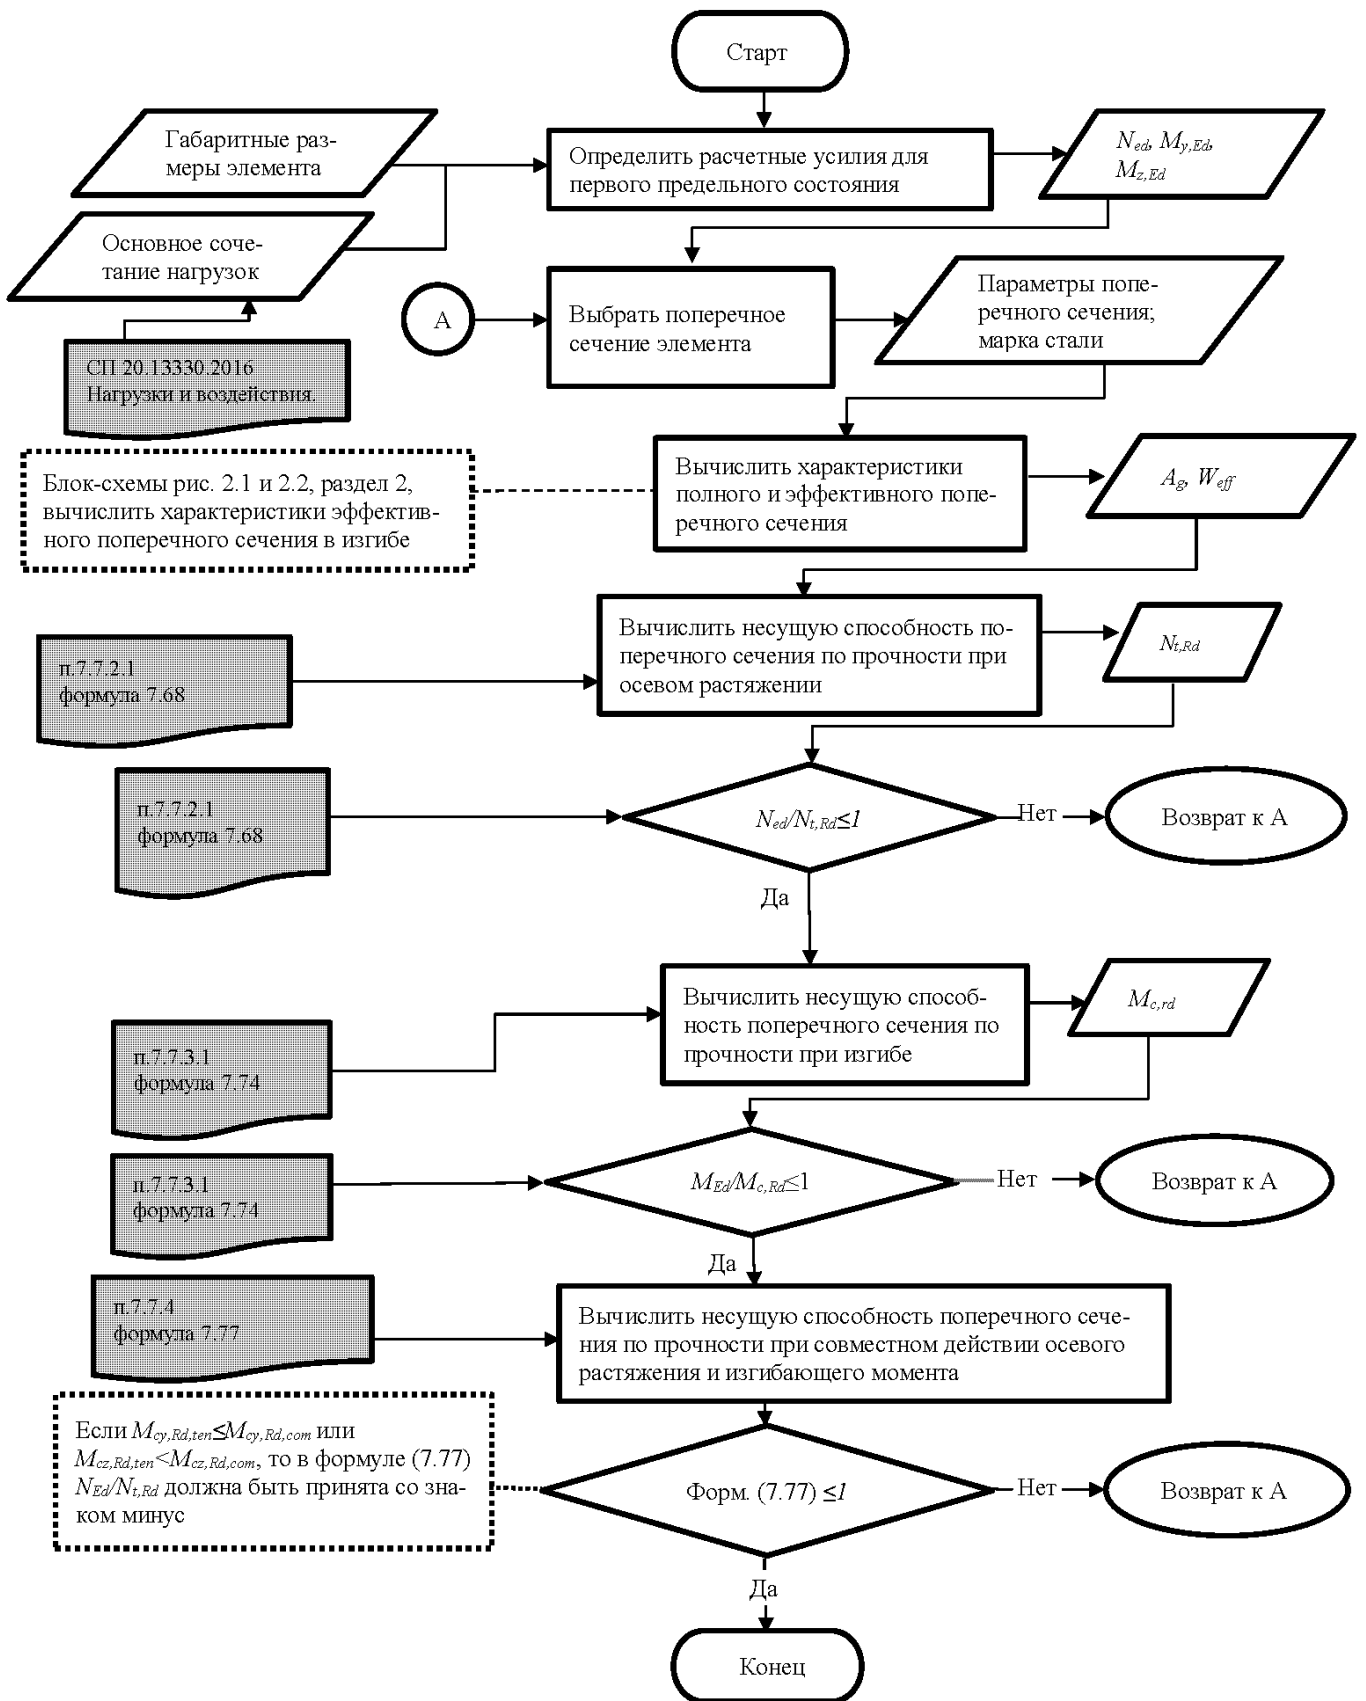 Старт
Габаритные раз-
меры элемента
Определить расчетные усилия для
первого предельного состояния
Ned, My,Ed,
Mz,Ed
Основное соче-
тание нагрузок
А
Выбрать поперечное
сечение элемента
Параметры попе-
речного сечения;
марка стали
СП 20.13330.2016
Нагрузки и воздействия.
Блок-схемы рис. 2.1 и 2.2, раздел 2,
вычислить характеристики эффектив-
ного поперечного сечения в изгибе
Вычислить характеристики
полного и эффективного попе-
речного сечения
Ag, Weff
п.7.7.2.1
формула 7.68
Вычислить несущую способность по-
перечного сечения по прочности при
осевом растяжении
Nt,Rd
п.7.7.2.1
формула 7.68
Ned/Nt,Rd≤1
Нет
Возврат к А
Да
Вычислить несущую способ-
ность поперечного сечения по
прочности при изгибе
Mc,rd
п.7.7.3.1
формула 7.74
п.7.7.3.1
формула 7.74
MEd/Mc,Rd≤1
Нет
Возврат к А
Да
п.7.7.4
формула 7.77
Вычислить несущую способность поперечного сече-
ния по прочности при совместном действии осевого
растяжения и изгибающего момента
Если Mcy,Rd,ten≤Mcy,Rd,com или
Mcz,Rd,ten<Mcz,Rd,com, то в формуле (7.77)
NEd/Nt,Rd должна быть принята со зна-
ком минус
Форм. (7.77) ≤1
Нет
Возврат к А
Да
Конец